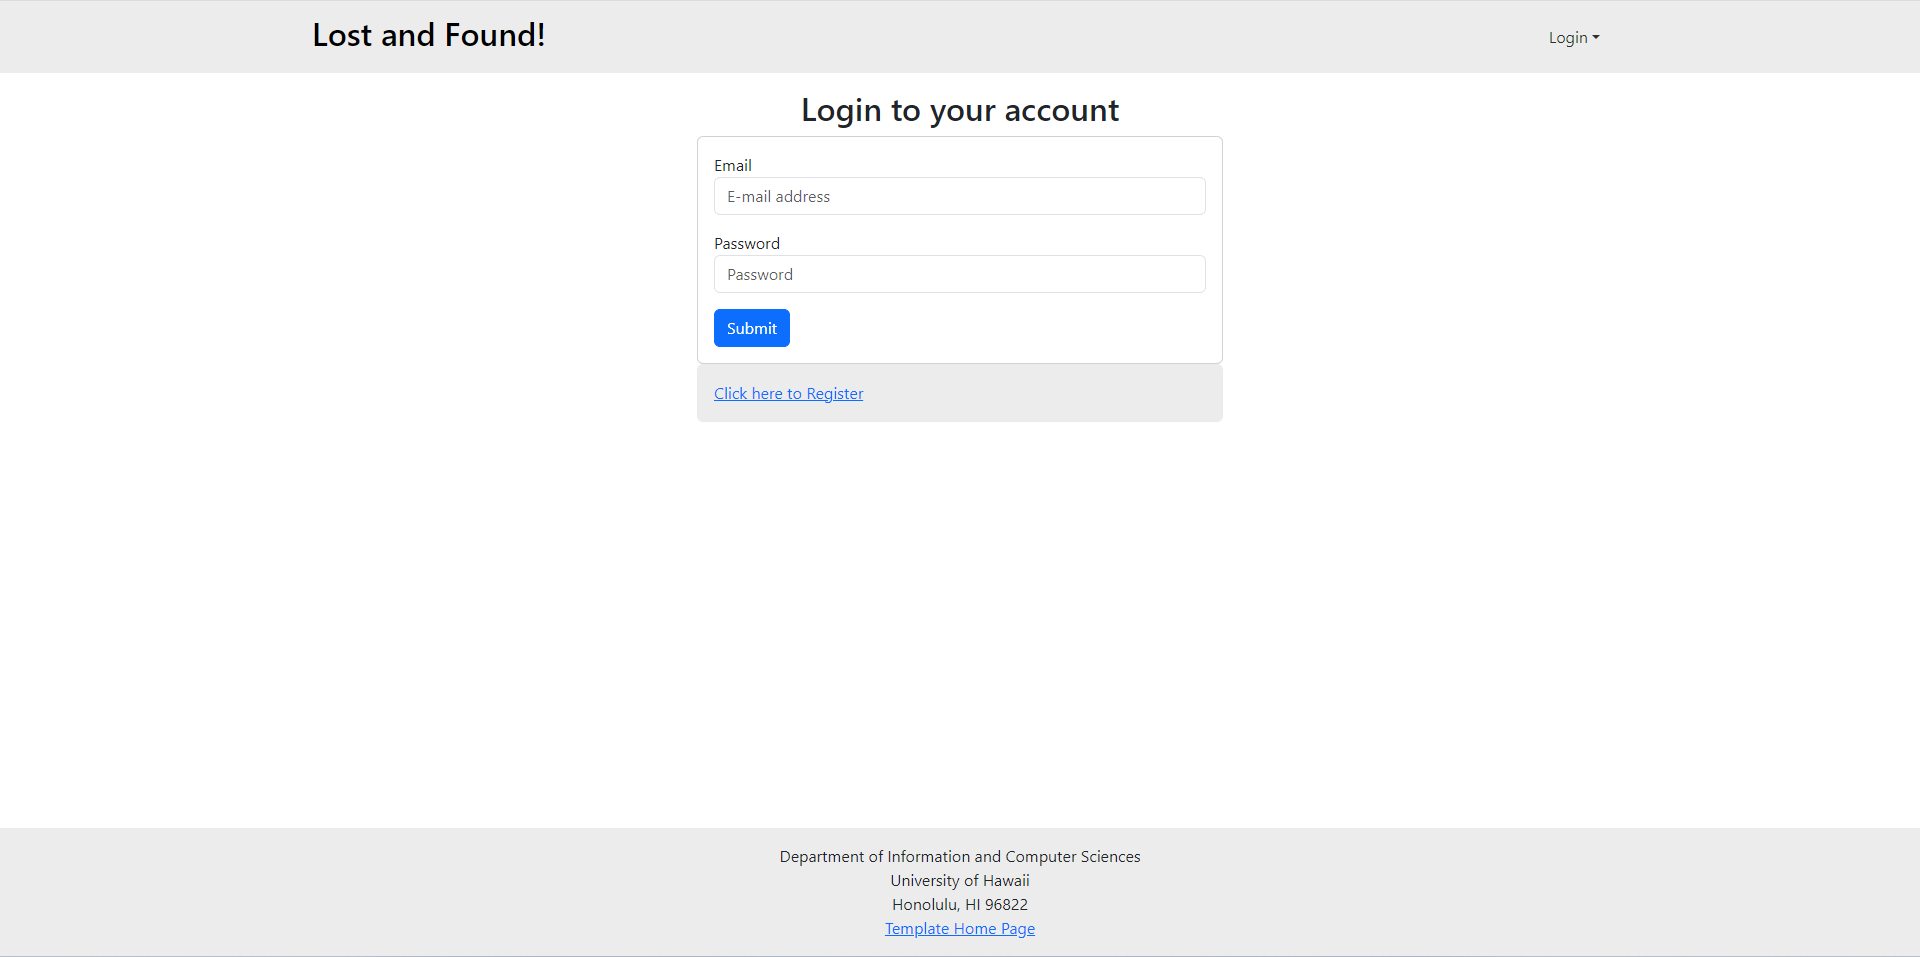 Lost and Found!
Login
Login to your account
Email
E-mail address
Password
Password
Submit
Click here to Register
Department of Information and Computer Sciences
University of Hawaii
Honolulu, HI 96822
Template Home Page